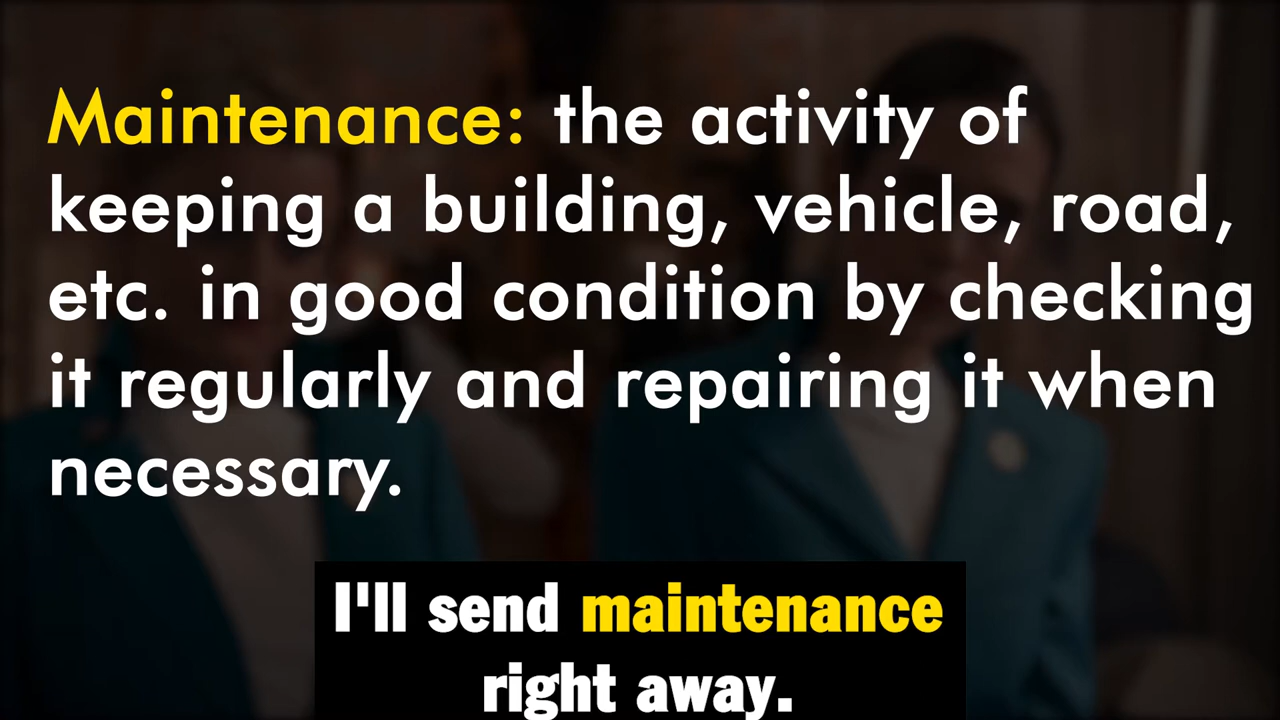 Maintenance: the activity of
keeping a building, vehicle, road,
etc. in good condition by checking
it regularly and repairing it when
necessary.
I'll send maintenance
right away.